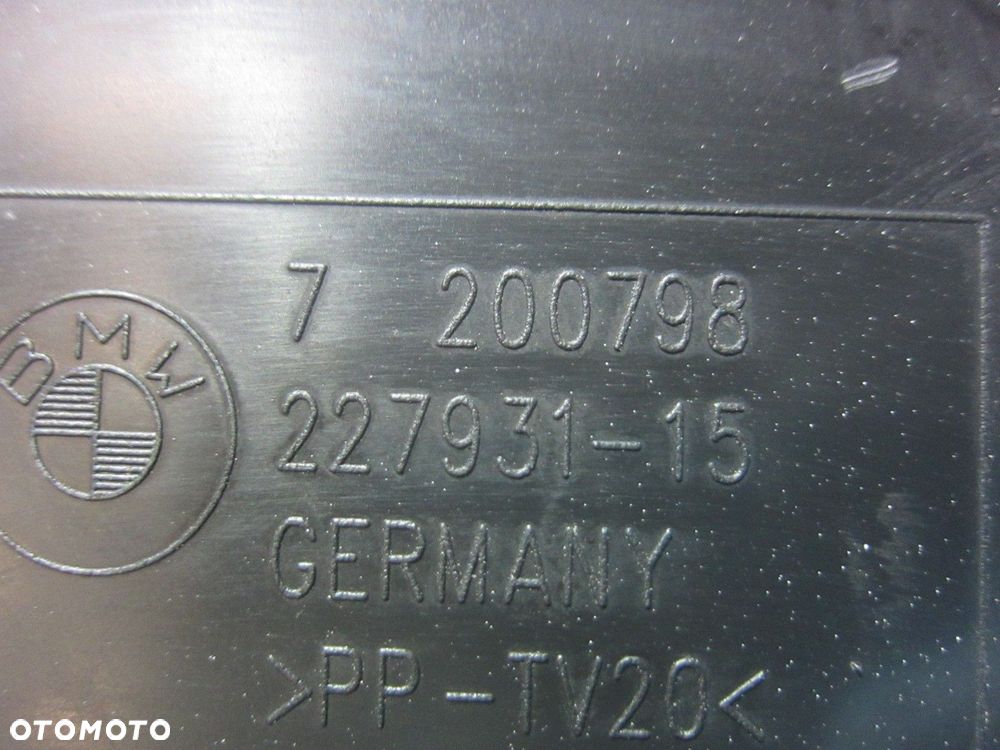 BMW
7 200798
227931-15
GERMANY
>PP-TV20<
OTOMOTO